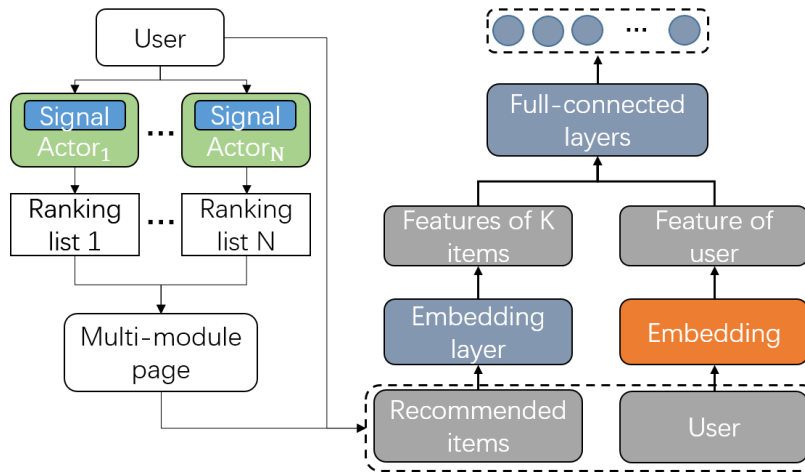 User
Signal
Actor₁
...
Signal
Actor_N
Ranking
list 1
...
Ranking
list N
Multi-module
page
...
Full-connected
layers
Features of K
items
Feature of
user
Embedding
layer
Embedding
Recommended
items
User